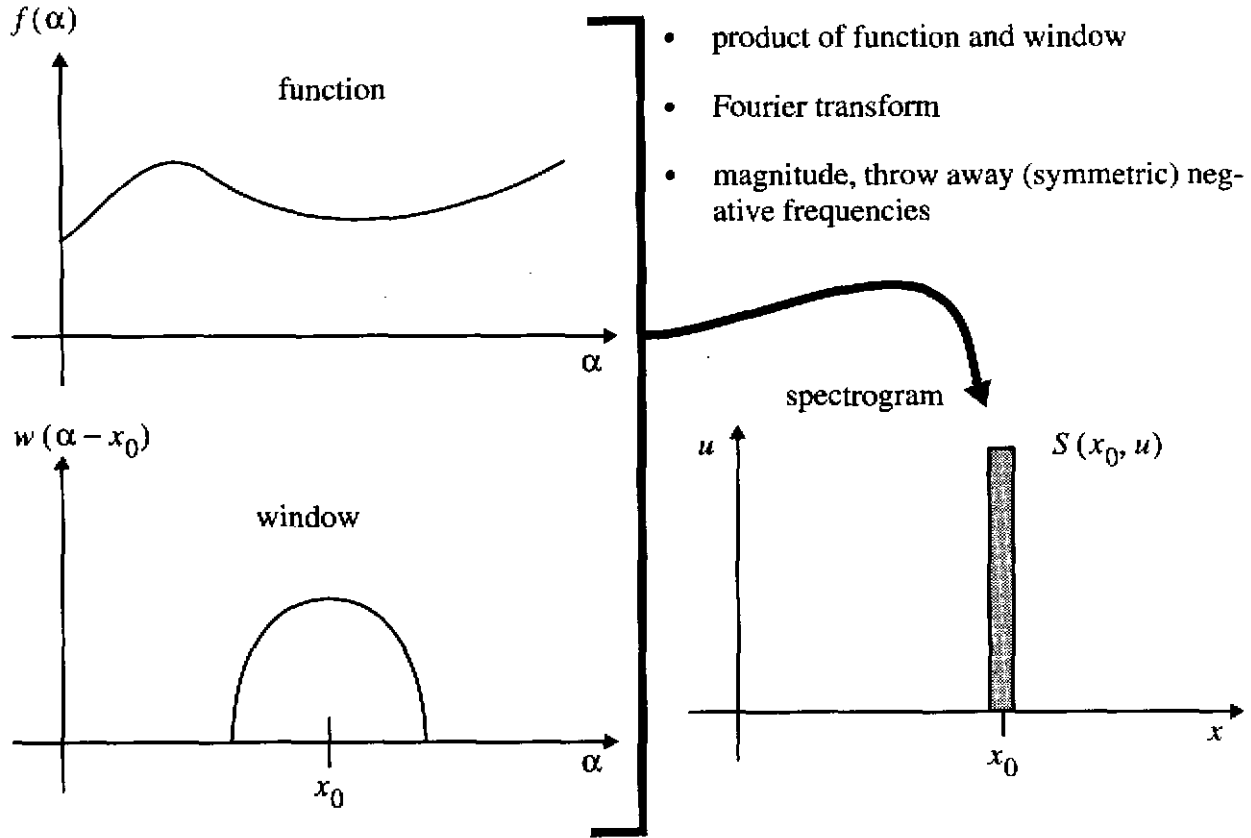 f(α)
function
α
w(α − x₀)
window
x₀
α
• product of function and window
• Fourier transform
• magnitude, throw away (symmetric) neg-
ative frequencies
spectrogram
u
S(x₀, u)
x₀
x